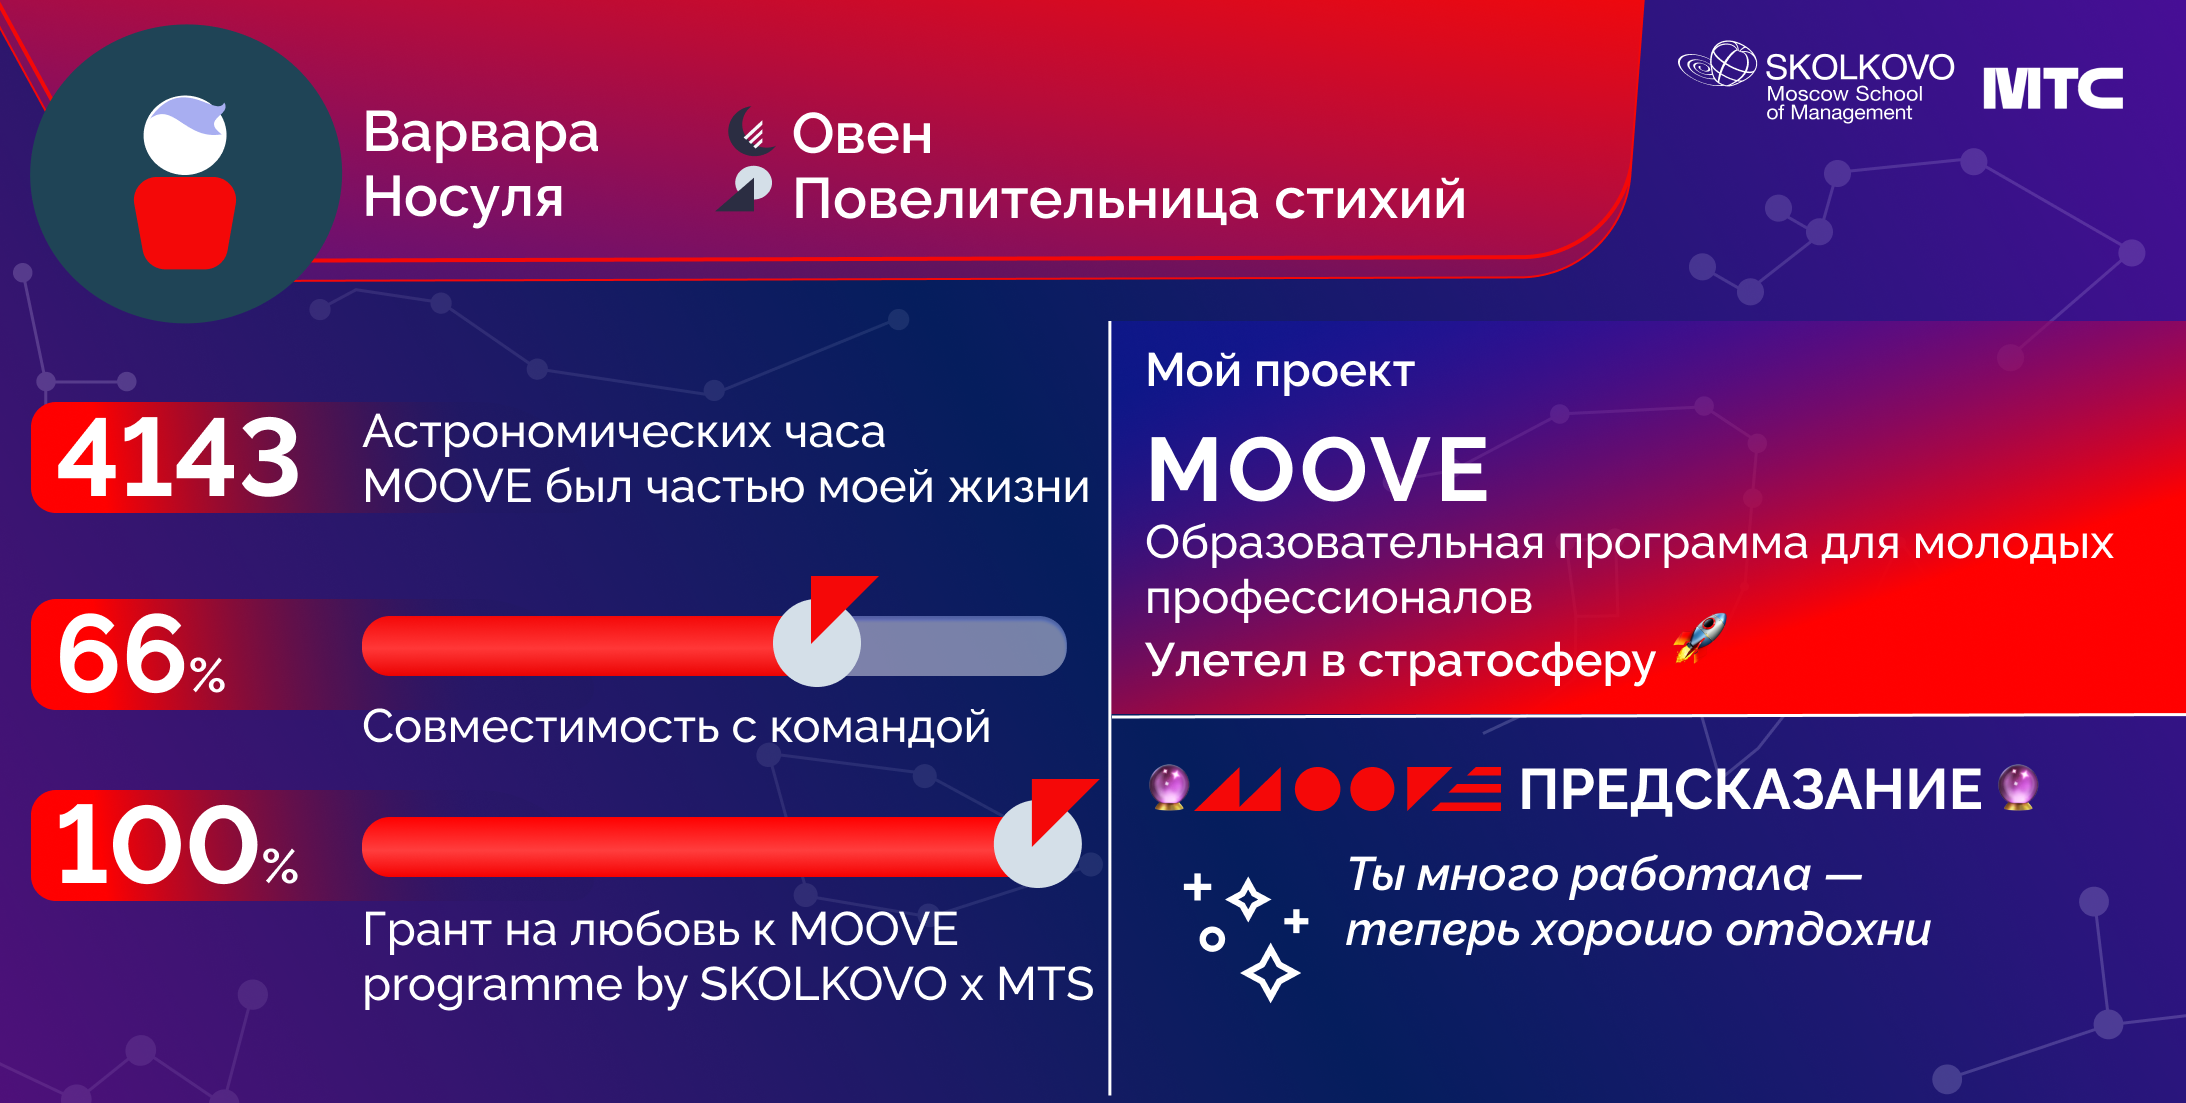 Варвара
Носуля
Овен
Повелительница стихий
SKOLKOVO
Moscow School
of Management
МТС
4143
Астрономических часа
MOOVE был частью моей жизни
66%
Совместимость с командой
100%
Грант на любовь к MOOVE
programme by SKOLKOVO x MTS
Мой проект
MOOVE
Образовательная программа для молодых
профессионалов
Улетел в стратосферу
MOOVE ПРЕДСКАЗАНИЕ
Ты много работала —
теперь хорошо отдохни